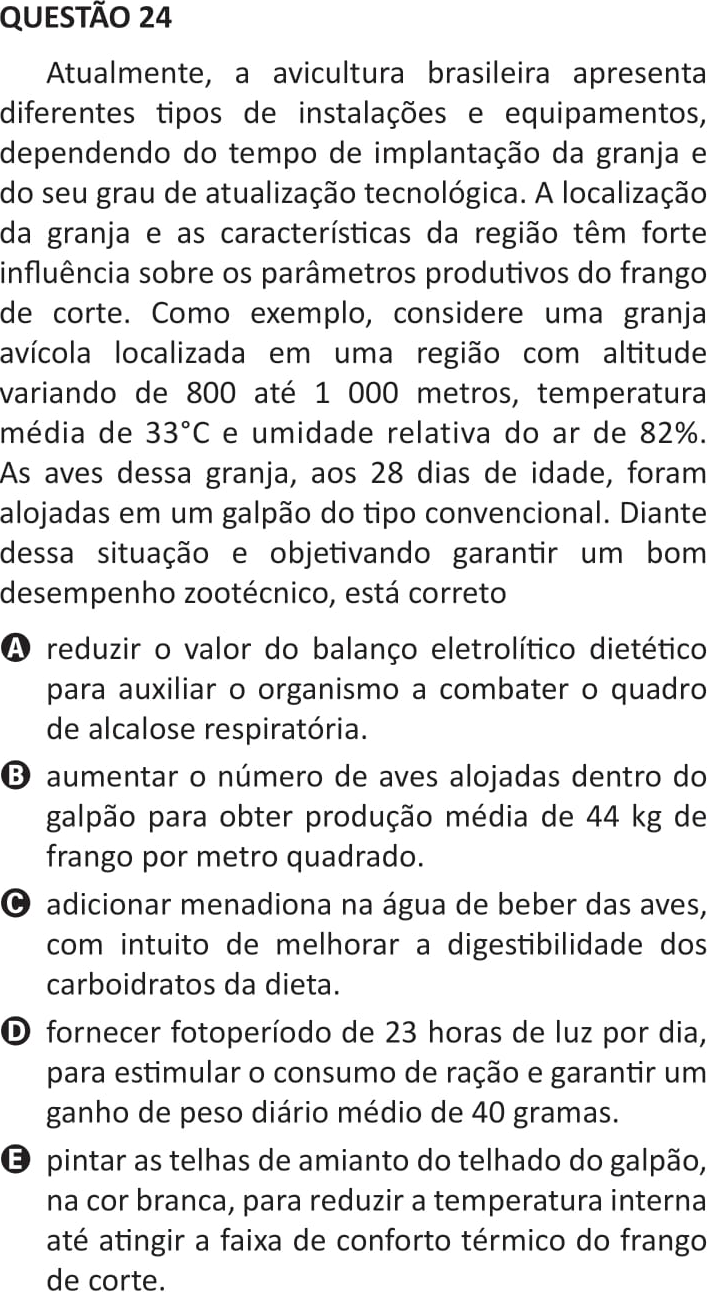 QUESTÃO 24
Atualmente, a avicultura brasileira apresenta
diferentes tipos de instalações e equipamentos,
dependendo do tempo de implantação da granja e
do seu grau de atualização tecnológica. A localização
da granja e as características da região têm forte
influência sobre os parâmetros produtivos do frango
de corte. Como exemplo, considere uma granja
avícola localizada em uma região com altitude
variando de 800 até 1 000 metros, temperatura
média de 33°C e umidade relativa do ar de 82%.
As aves dessa granja, aos 28 dias de idade, foram
alojadas em um galpão do tipo convencional. Diante
dessa situação e objetivando garantir um bom
desempenho zootécnico, está correto
A reduzir o valor do balanço eletrolítico dietético
para auxiliar o organismo a combater o quadro
de alcalose respiratória.
B aumentar o número de aves alojadas dentro do
galpão para obter produção média de 44 kg de
frango por metro quadrado.
C adicionar menadiona na água de beber das aves,
com intuito de melhorar a digestibilidade dos
carboidratos da dieta.
D fornecer fotoperíodo de 23 horas de luz por dia,
para estimular o consumo de ração e garantir um
ganho de peso diário médio de 40 gramas.
E pintar as telhas de amianto do telhado do galpão,
na cor branca, para reduzir a temperatura interna
até atingir a faixa de conforto térmico do frango
de corte.